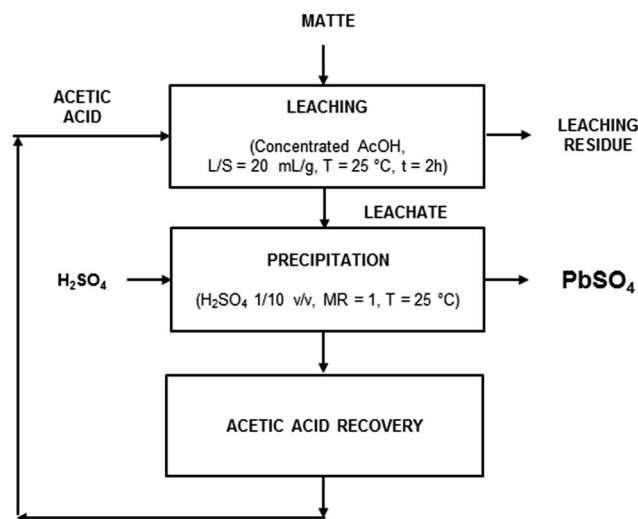 MATTE
ACETIC
ACID
LEACHING
(Concentrated AcOH,
L/S = 20 mL/g, T = 25 °C, t = 2h)
LEACHING
RESIDUE
LEACHATE
H₂SO₄
PRECIPITATION
(H₂SO₄ 1/10 v/v, MR = 1, T = 25 °C)
PbSO₄
ACETIC ACID RECOVERY